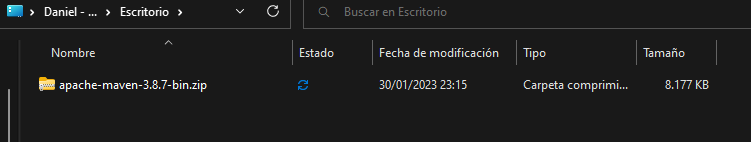 Daniel - ... Escritorio Buscar en Escritorio
Nombre Estado Fecha de modificación Tipo Tamaño
apache-maven-3.8.7-bin.zip 30/01/2023 23:15 Carpeta comprimi... 8.177 KB